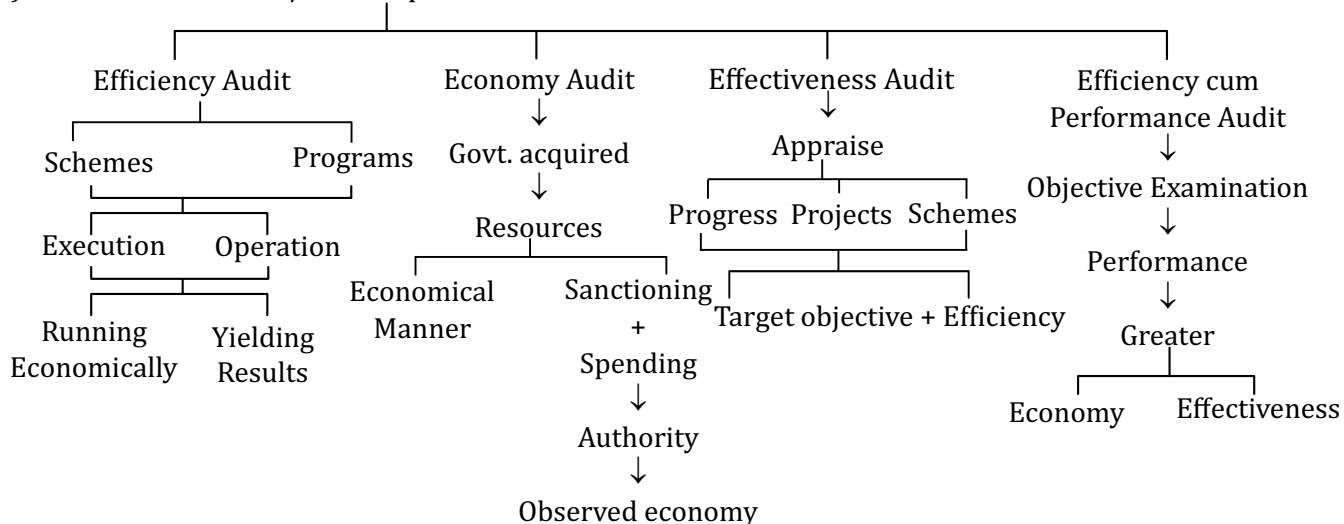 Efficiency Audit
Economy Audit
Effectiveness Audit
Efficiency cum
Performance Audit
Schemes
Programs
Execution
Operation
Running
Economically
Yielding
Results
Govt. acquired
Resources
Economical
Manner
Sanctioning
+
Spending
Authority
Observed economy
Appraise
Progress
Projects
Schemes
Target objective + Efficiency
Objective Examination
Performance
Greater
Economy
Effectiveness